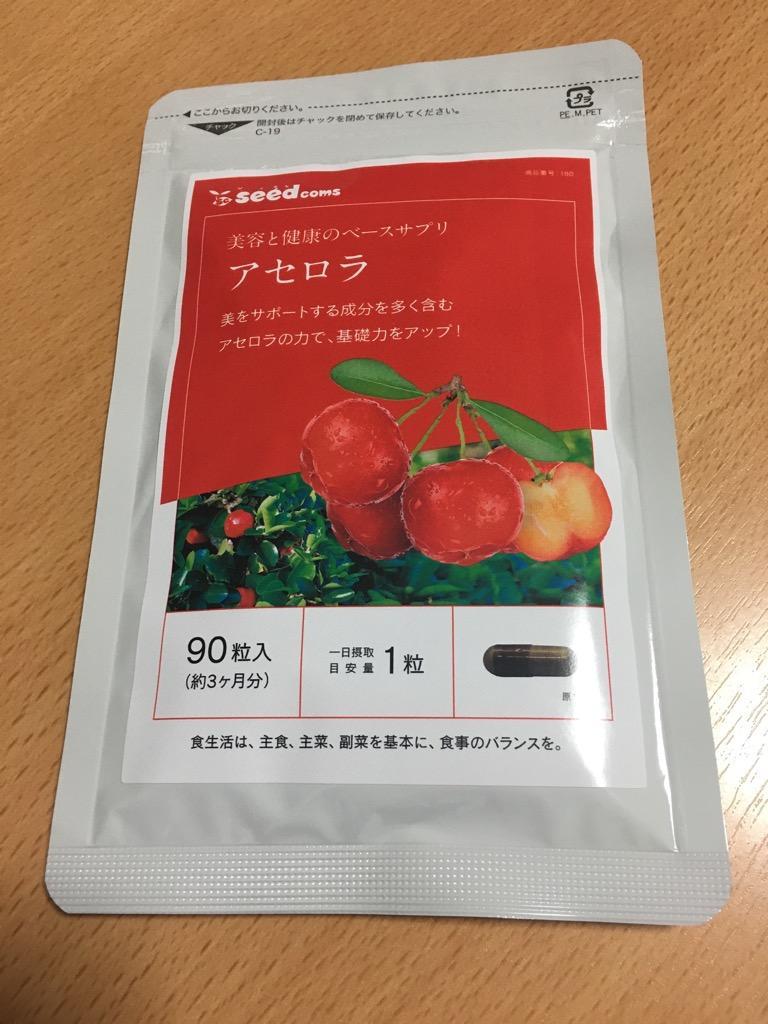 ここからお切りください。
チャック
開封後はチャックを閉めて保存してください。
C-19
プラ
PE,M,PET
商品番号:160
seedcoms
美容と健康のベースサプリ
アセロラ
美をサポートする成分を多く含む
アセロラの力で、基礎力をアップ!
90粒入
(約3ヶ月分)
一日摂取
目安量
1粒
食生活は、主食、主菜、副菜を基本に、食事のバランスを。